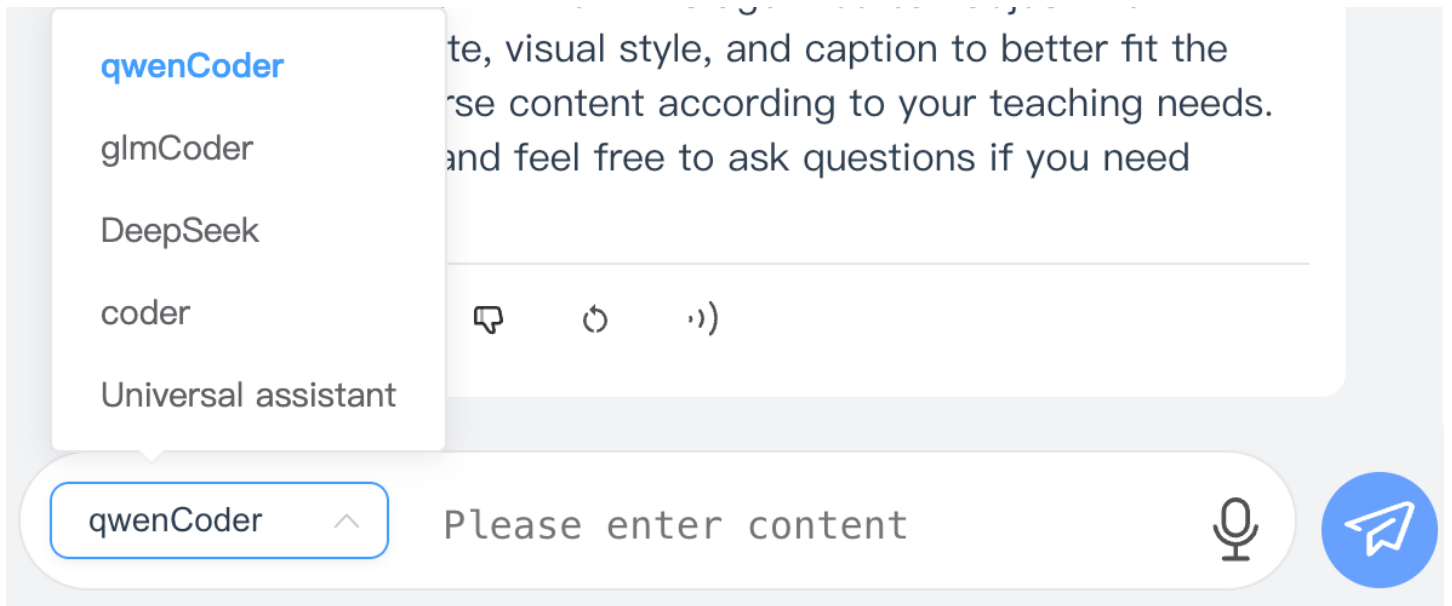 te, visual style, and caption to better fit the
rse content according to your teaching needs.
and feel free to ask questions if you need
qwenCoder
glmCoder
DeepSeek
coder
Universal assistant
qwenCoder
Please enter content